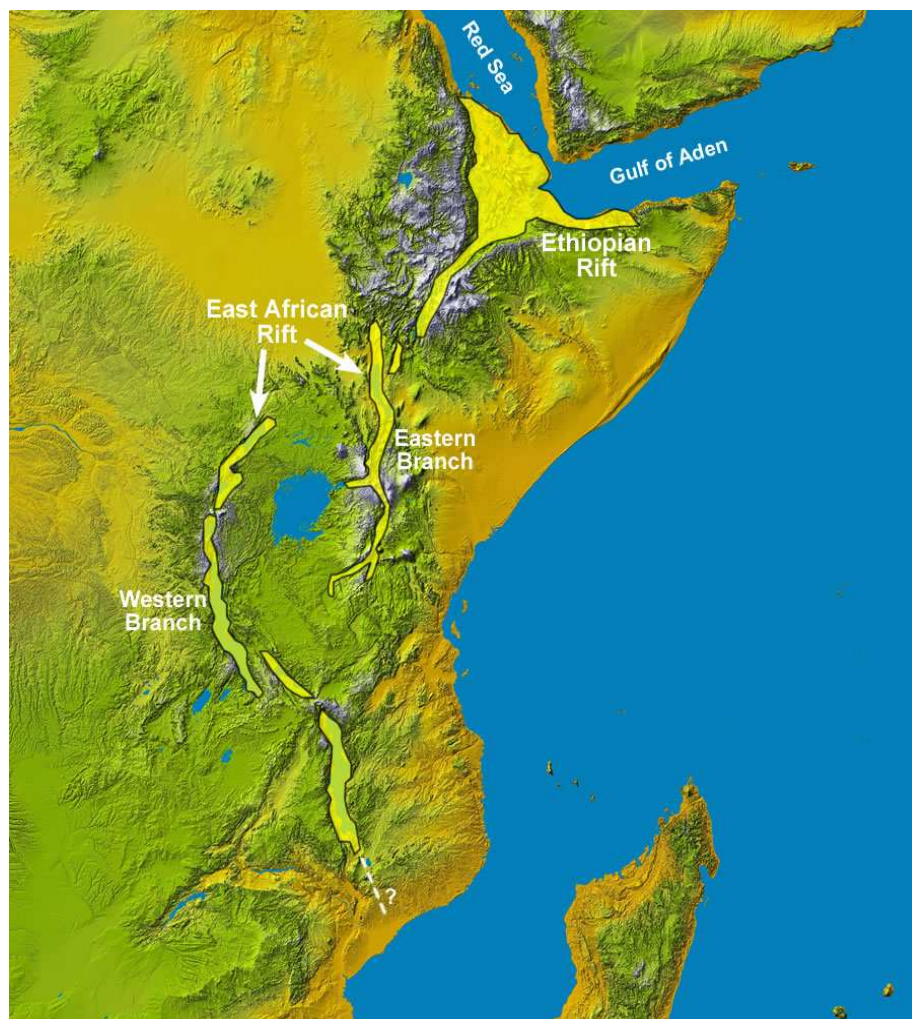 Red Sea
Gulf of Aden
Ethiopian
Rift
East African
Rift
Eastern
Branch
Western
Branch
?